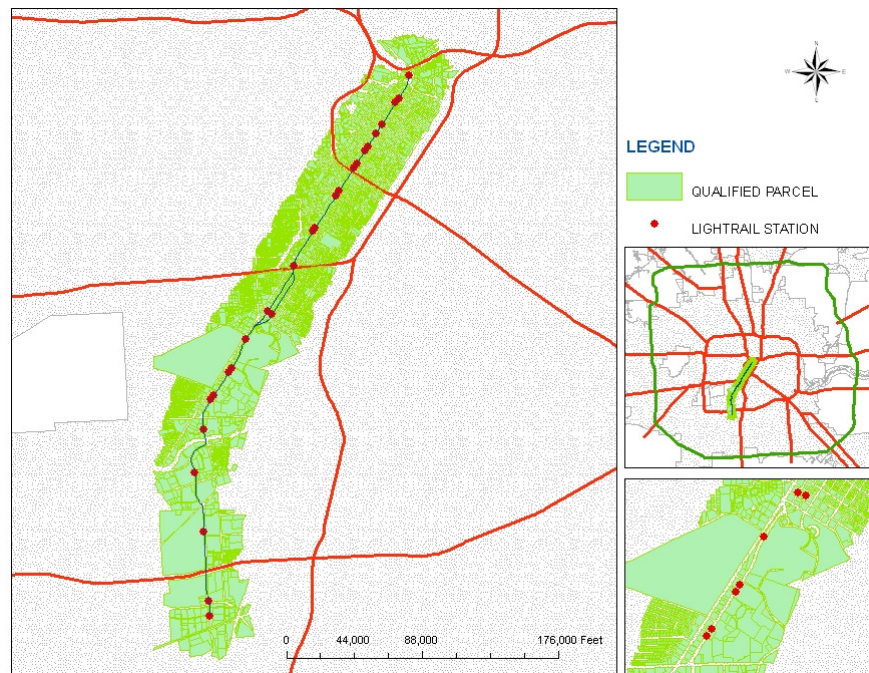 N
W
E
S
LEGEND
QUALIFIED PARCEL
LIGHTRAIL STATION
0 44,000 88,000 176,000 Feet